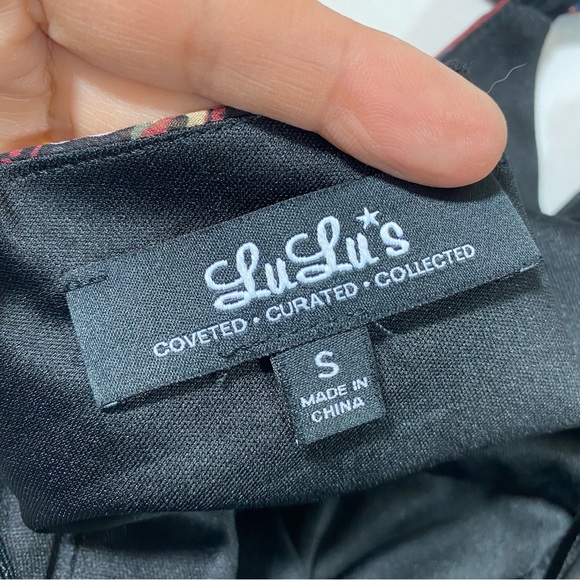 LuLu*s
COVETED · CURATED · COLLECTED
S
MADE IN
CHINA